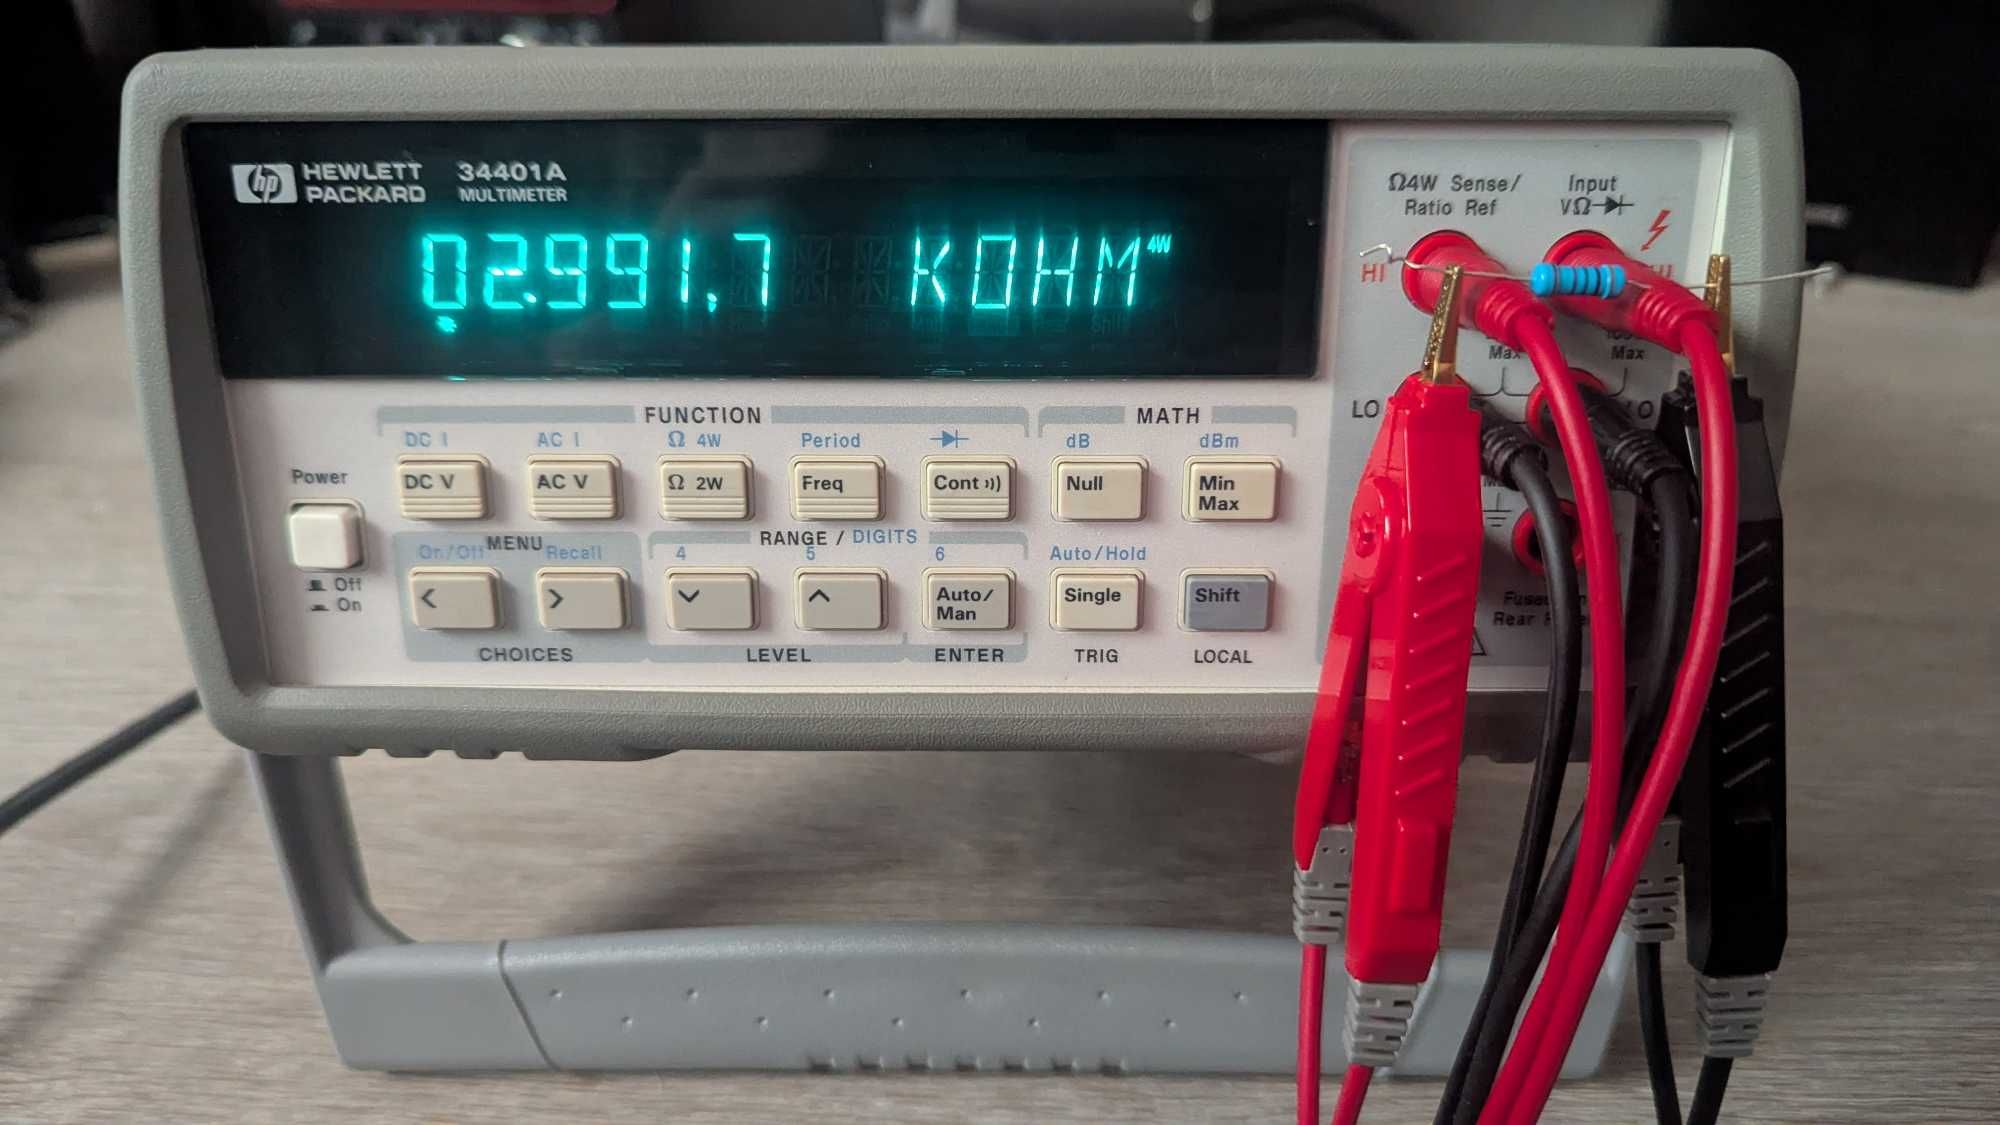 hp HEWLETT PACKARD
34401A
MULTIMETER
02.991,7 KOHM 4W
Ω4W Sense/
Ratio Ref
Input
VΩ
HI
HI
Max
Max
LO
LO
FUNCTION
MATH
DC I
AC I
Ω 4W
Period
dB
dBm
Power
DC V
AC V
Ω 2W
Freq
Cont
Null
Min
Max
Off
On
MENU
RANGE / DIGITS
On/Off
Recall
4
5
6
Auto/Hold
<
>
Auto/
Man
Single
Shift
CHOICES
LEVEL
ENTER
TRIG
LOCAL
Rear